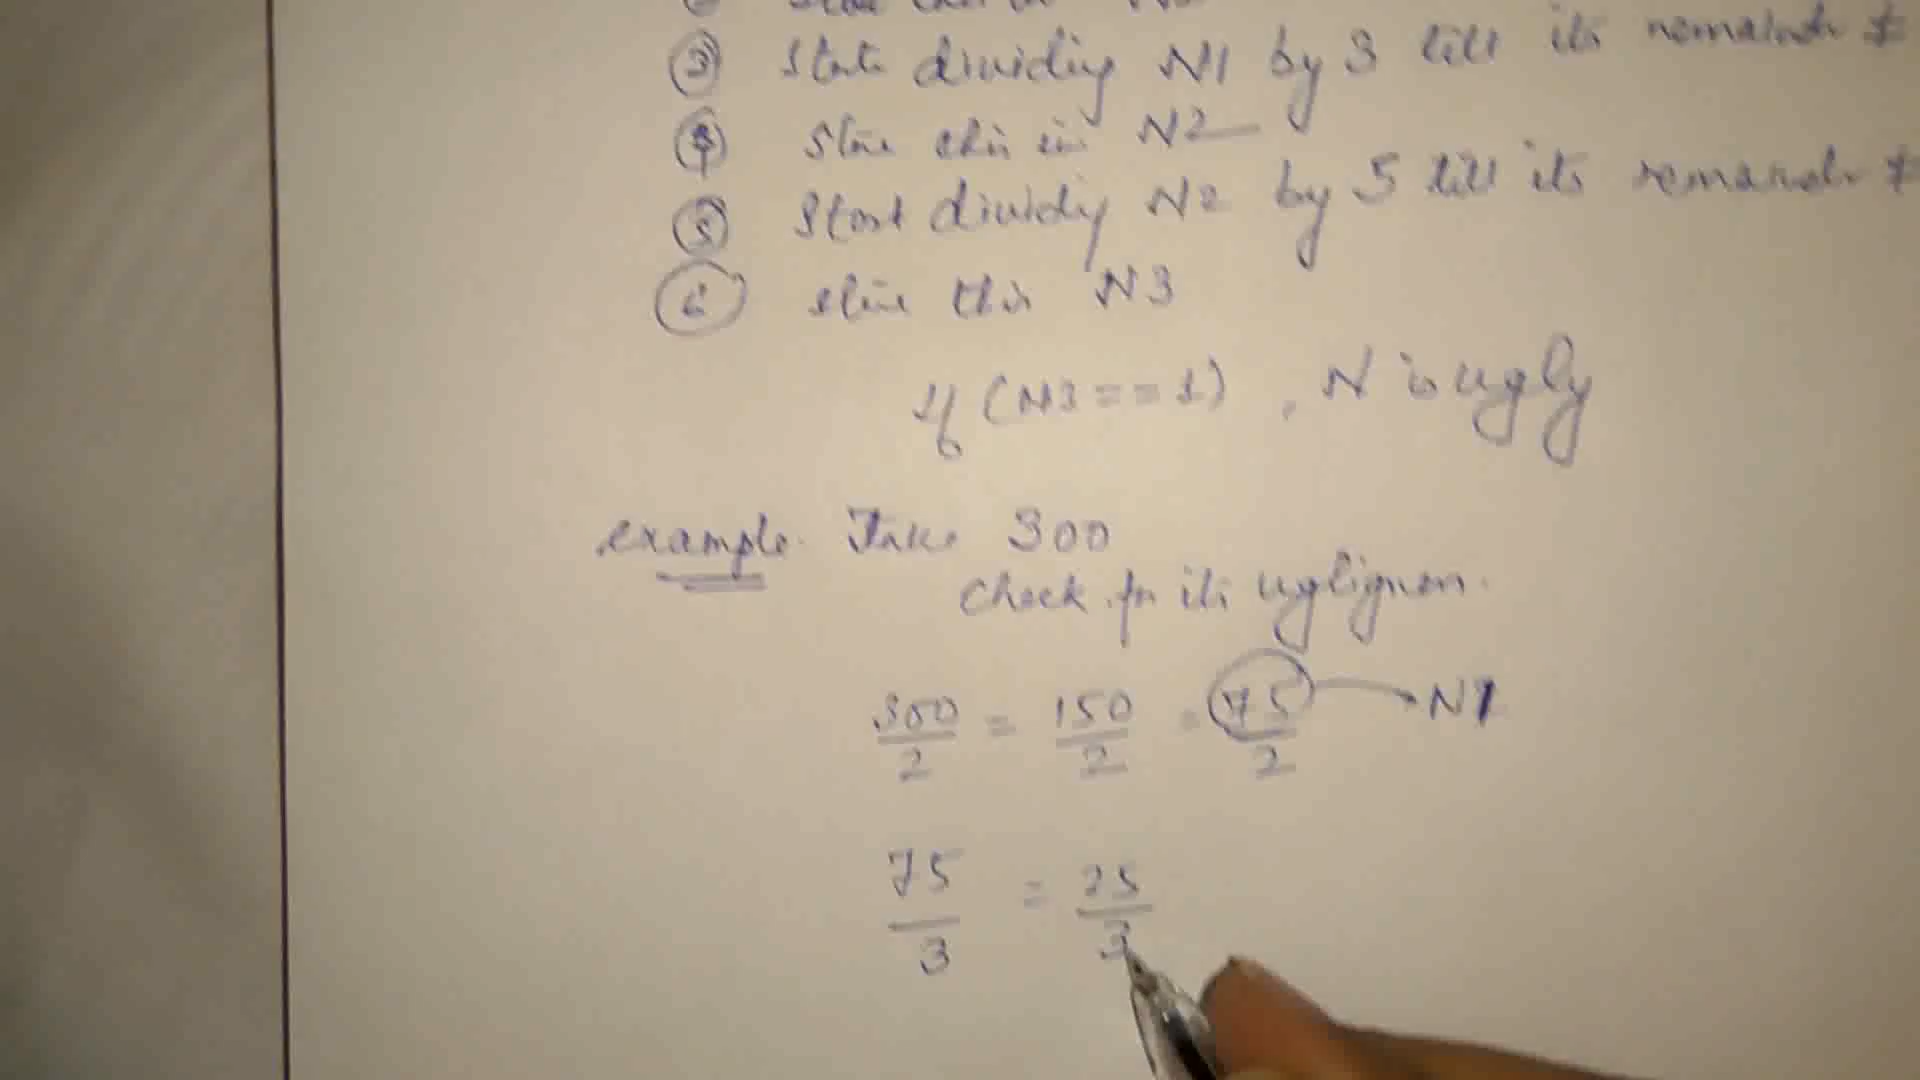 ③ Start dividing N1 by 3 till its remainder ≠
④ Store this in N2
⑤ Start dividing N2 by 5 till its remainder ≠
⑥ store this N3
if (N3 == 1), N is ugly
example. Take 300
Check for its
300/2 = 150/2 = 75/2 → N1
75/3 = 25/3